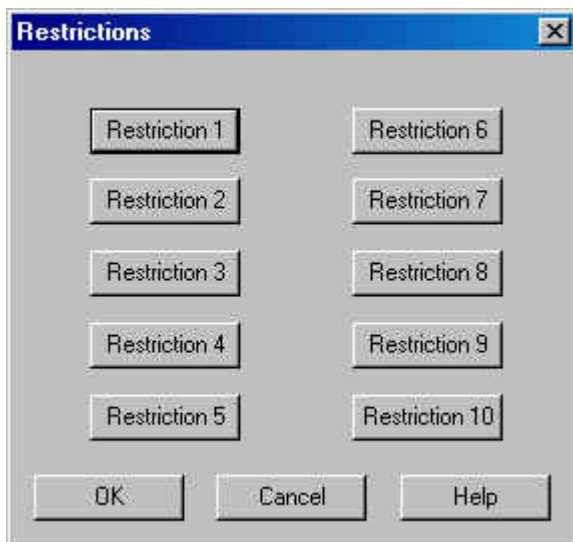 Restrictions
Restriction 1
Restriction 6
Restriction 2
Restriction 7
Restriction 3
Restriction 8
Restriction 4
Restriction 9
Restriction 5
Restriction 10
OK
Cancel
Help